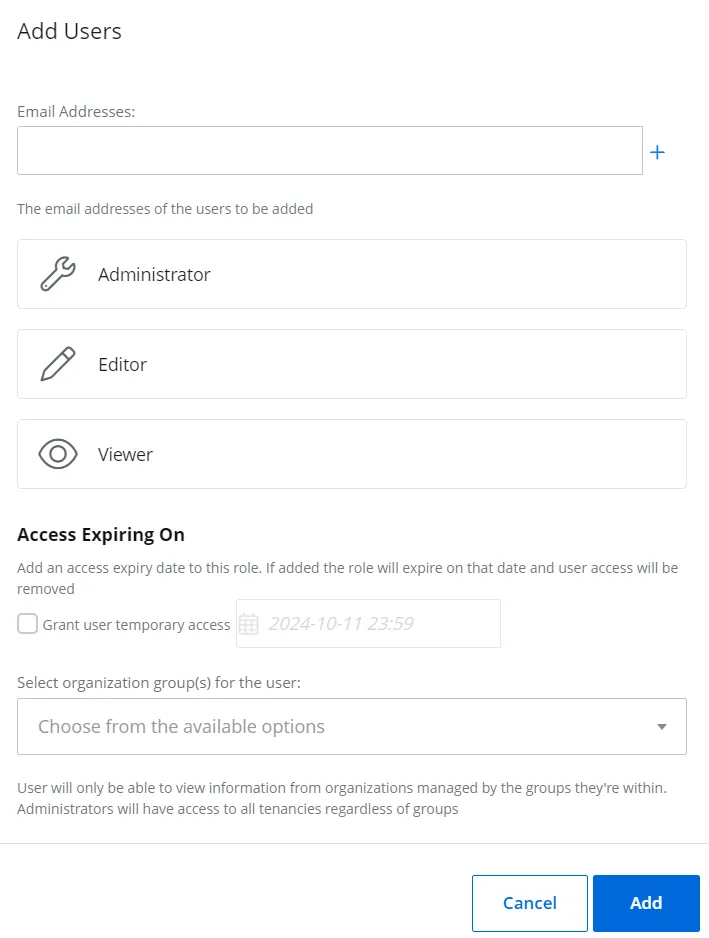 Add Users
Email Addresses:
+
The email addresses of the users to be added
Administrator
Editor
Viewer
Access Expiring On
Add an access expiry date to this role. If added the role will expire on that date and user access will be
removed
Grant user temporary access 2024-10-11 23:59
Select organization group(s) for the user:
Choose from the available options
User will only be able to view information from organizations managed by the groups they're within.
Administrators will have access to all tenancies regardless of groups
Cancel Add